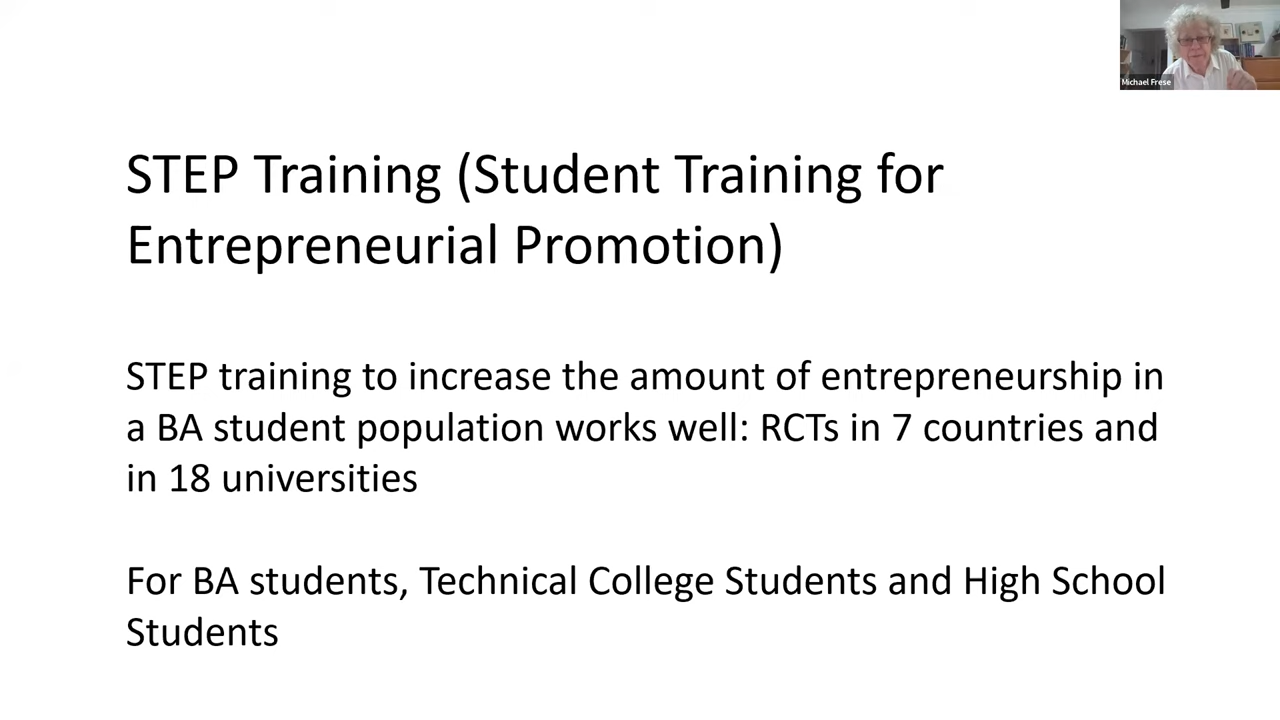 Michael Frese
STEP Training (Student Training for
Entrepreneurial Promotion)
STEP training to increase the amount of entrepreneurship in
a BA student population works well: RCTs in 7 countries and
in 18 universities
For BA students, Technical College Students and High School
Students